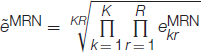 ẽ^MRN = \sqrt[KR]{\prod_{k=1}^{K} \prod_{r=1}^{R} e_{kr}^{MRN}}